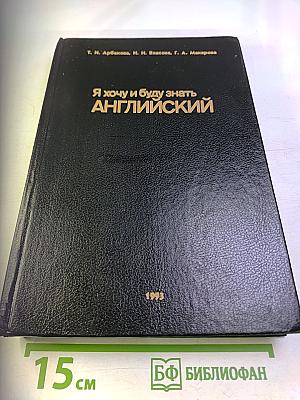 Т. Н. Арбекова, Н. Н. Власова, Г. А. Макарова
Я хочу и буду знать
АНГЛИЙСКИЙ
1993
15 см
БФ БИБЛИОФАН